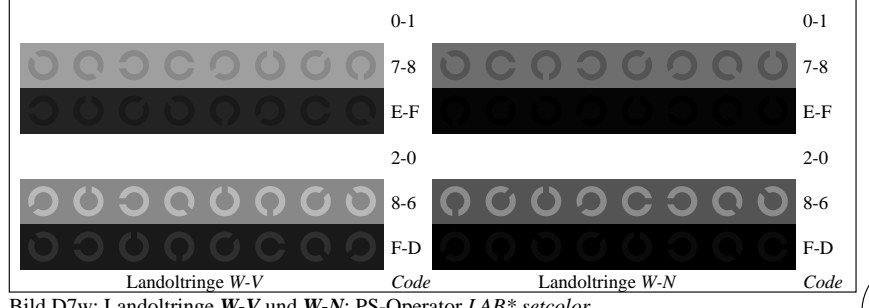 0-1 0-1
7-8 7-8
E-F E-F
2-0 2-0
8-6 8-6
F-D F-D
Landoltringe W-V Code Landoltringe W-N Code
Bild D7w: Landoltringe W-V und W-N; PS-Operator LAB* setcolor